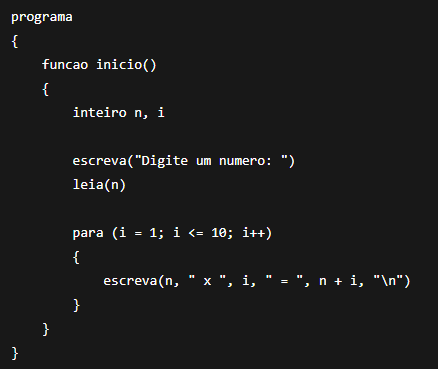 programa
{
    funcao inicio()
    {
        inteiro n, i

        escreva("Digite um numero: ")
        leia(n)

        para (i = 1; i <= 10; i++)
        {
            escreva(n, " x ", i, " = ", n + i, "\n")
        }
    }
}